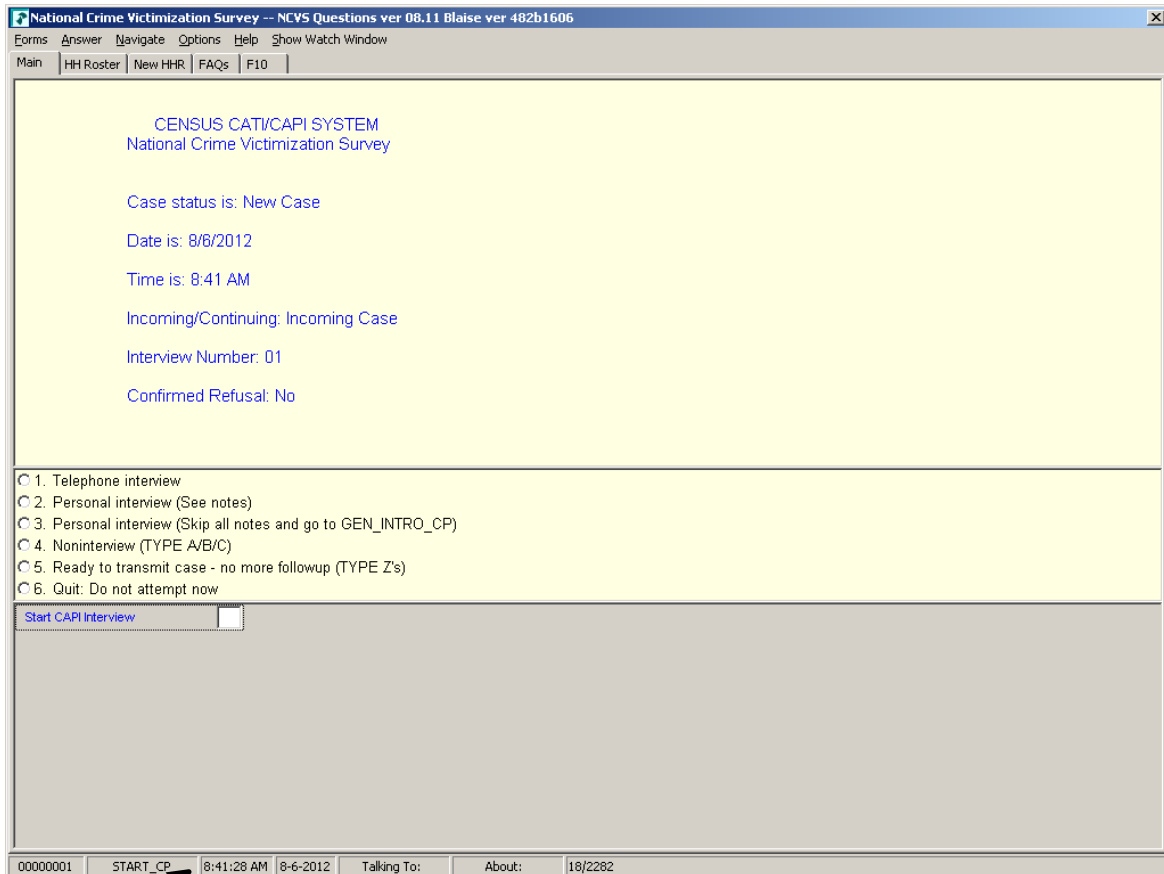 National Crime Victimization Survey -- NCVS Questions ver 08.11 Blaise ver 482b1606
Forms Answer Navigate Options Help Show Watch Window
Main HH Roster New HHR FAQs F10
CENSUS CATI/CAPI SYSTEM
National Crime Victimization Survey
Case status is: New Case
Date is: 8/6/2012
Time is: 8:41 AM
Incoming/Continuing: Incoming Case
Interview Number: 01
Confirmed Refusal: No
1. Telephone interview
2. Personal interview (See notes)
3. Personal interview (Skip all notes and go to GEN_INTRO_CP)
4. Noninterview (TYPE A/B/C)
5. Ready to transmit case - no more followup (TYPE Z's)
6. Quit: Do not attempt now
Start CAPI Interview
00000001 START_CP 8:41:28 AM 8-6-2012 Talking To: About: 18/2282